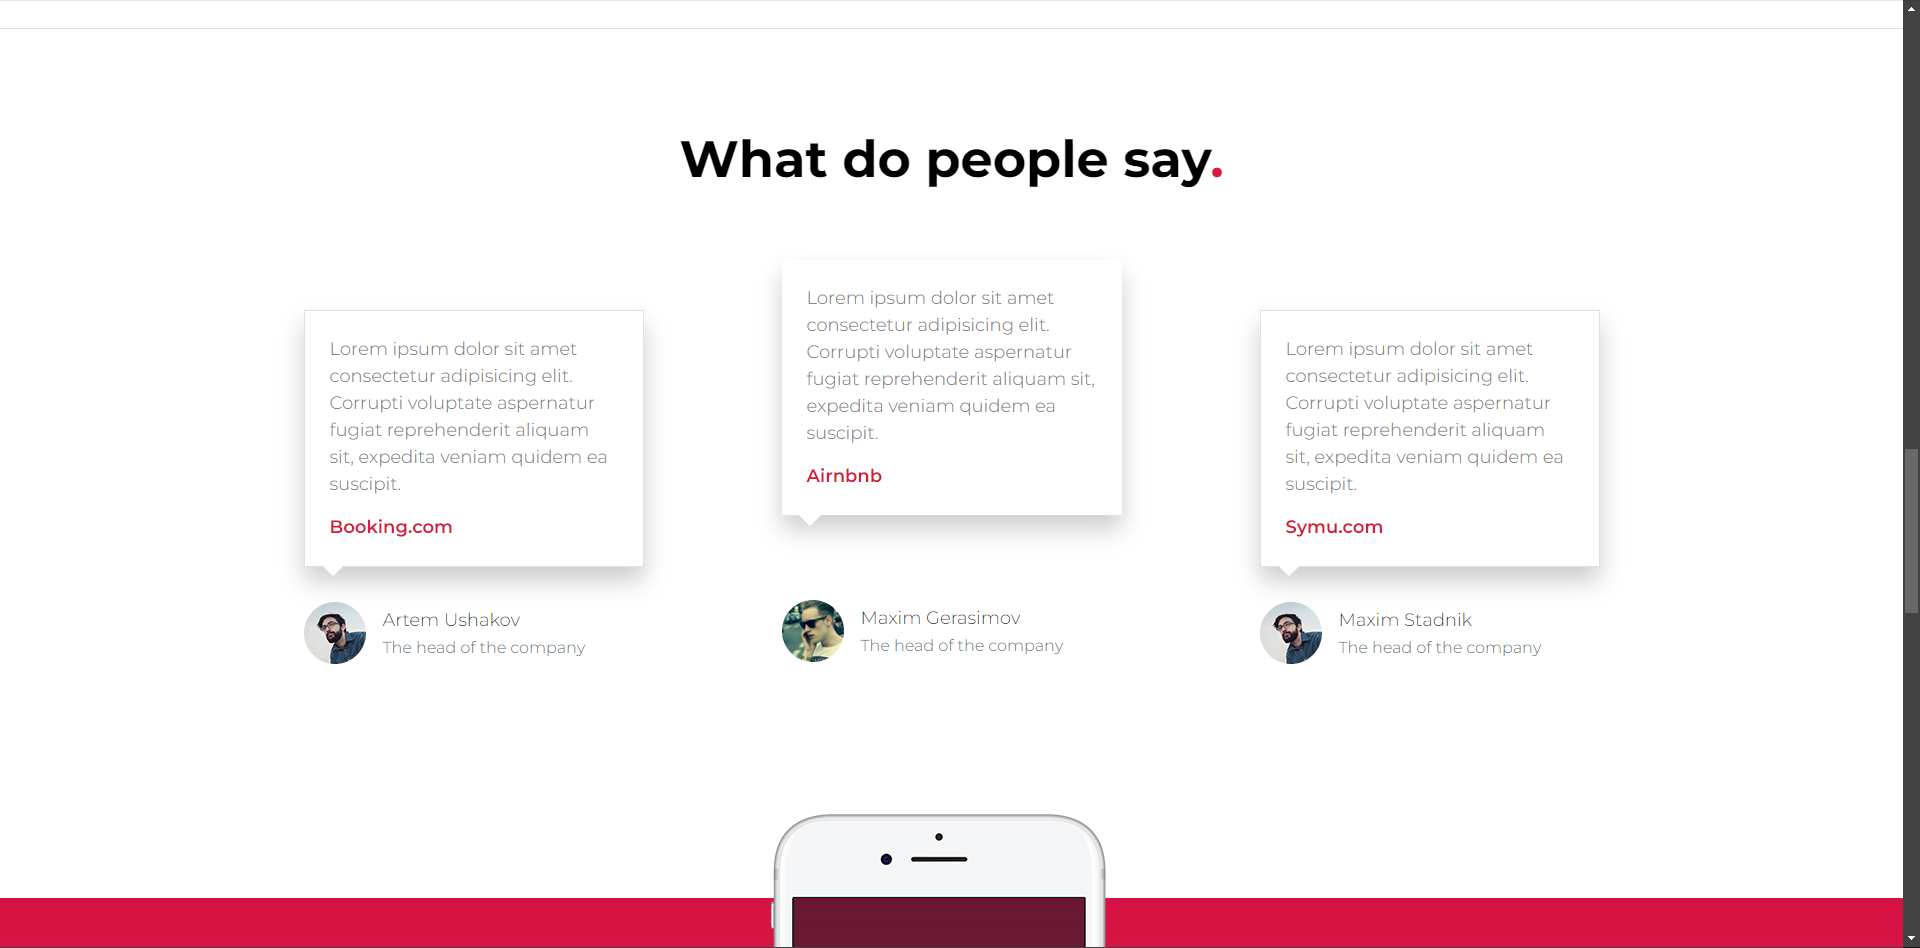 What do people say.
Lorem ipsum dolor sit amet
consectetur adipisicing elit.
Corrupti voluptate aspernatur
fugiat reprehenderit aliquam
sit, expedita veniam quidem ea
suscipit.
Booking.com
Artem Ushakov
The head of the company
Lorem ipsum dolor sit amet
consectetur adipisicing elit.
Corrupti voluptate aspernatur
fugiat reprehenderit aliquam sit,
expedita veniam quidem ea
suscipit.
Airnbnb
Maxim Gerasimov
The head of the company
Lorem ipsum dolor sit amet
consectetur adipisicing elit.
Corrupti voluptate aspernatur
fugiat reprehenderit aliquam
sit, expedita veniam quidem ea
suscipit.
Symu.com
Maxim Stadnik
The head of the company